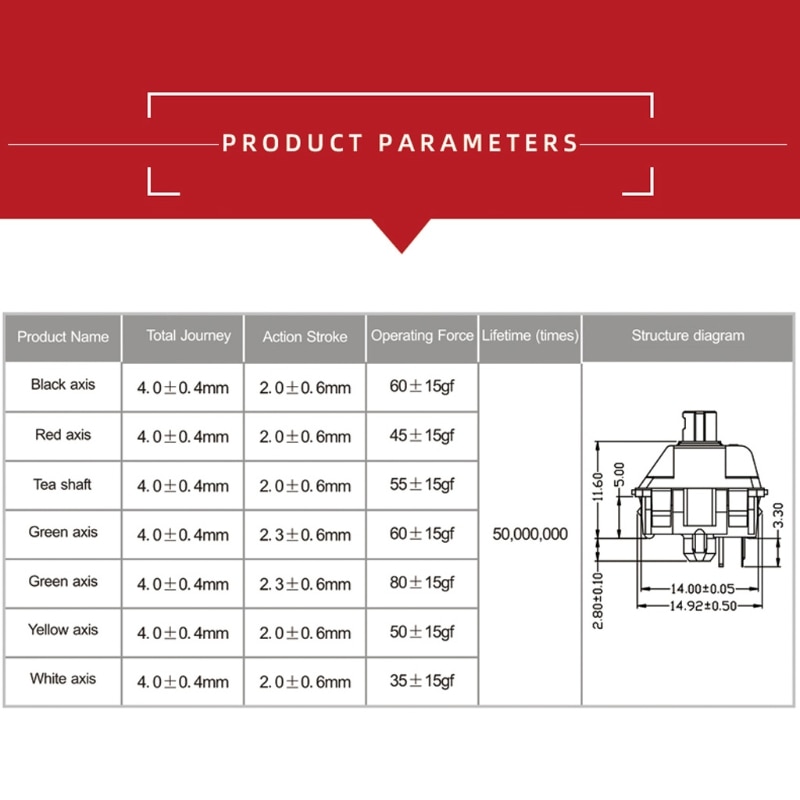 PRODUCT PARAMETERS
Product Name Total Journey Action Stroke Operating Force Lifetime (times) Structure diagram
Black axis 4.0±0.4mm 2.0±0.6mm 60±15gf
Red axis 4.0±0.4mm 2.0±0.6mm 45±15gf
Tea shaft 4.0±0.4mm 2.0±0.6mm 55±15gf
Green axis 4.0±0.4mm 2.3±0.6mm 60±15gf
Green axis 4.0±0.4mm 2.3±0.6mm 80±15gf
Yellow axis 4.0±0.4mm 2.0±0.6mm 50±15gf
White axis 4.0±0.4mm 2.0±0.6mm 35±15gf
50,000,000
11.60
5.00
3.30
2.80±0.10
14.00±0.05
14.92±0.50